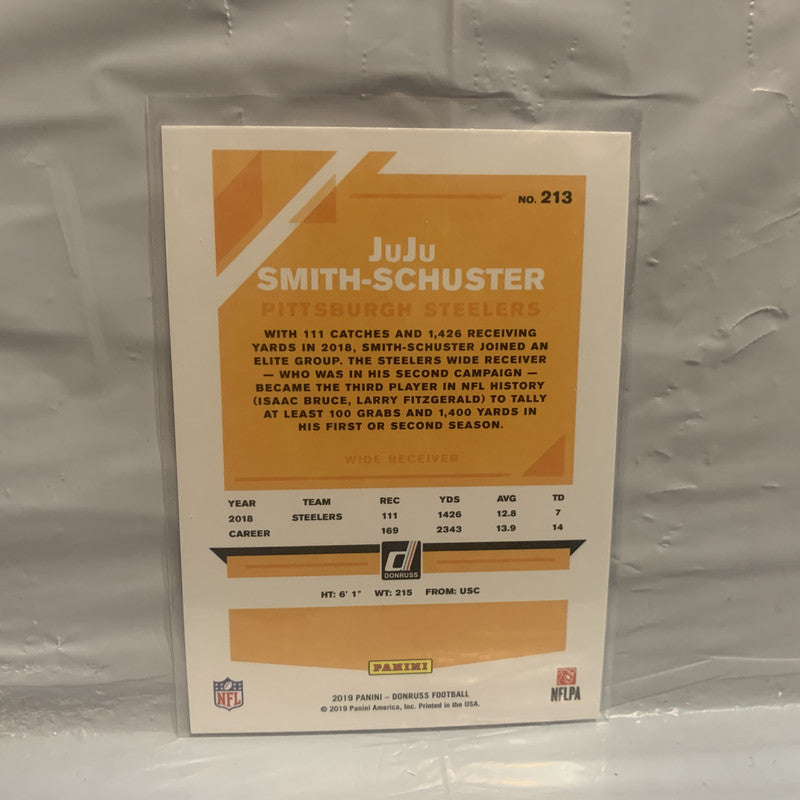 NO. 213
JuJu
SMITH-SCHUSTER
PITTSBURGH STEELERS
WITH 111 CATCHES AND 1,426 RECEIVING
YARDS IN 2018, SMITH-SCHUSTER JOINED AN
ELITE GROUP. THE STEELERS WIDE RECEIVER
— WHO WAS IN HIS SECOND CAMPAIGN —
BECAME THE THIRD PLAYER IN NFL HISTORY
(ISAAC BRUCE, LARRY FITZGERALD) TO TALLY
AT LEAST 100 GRABS AND 1,400 YARDS IN
HIS FIRST OR SECOND SEASON.
WIDE RECEIVER
YEAR TEAM REC YDS AVG TD
2018 STEELERS 111 1426 12.8 7
CAREER 169 2343 13.9 14
d
DONRUSS
HT: 6' 1" WT: 215 FROM: USC
PANINI
NFL
2019 PANINI – DONRUSS FOOTBALL
© 2019 Panini America, Inc. Printed in the USA.
NFLPA